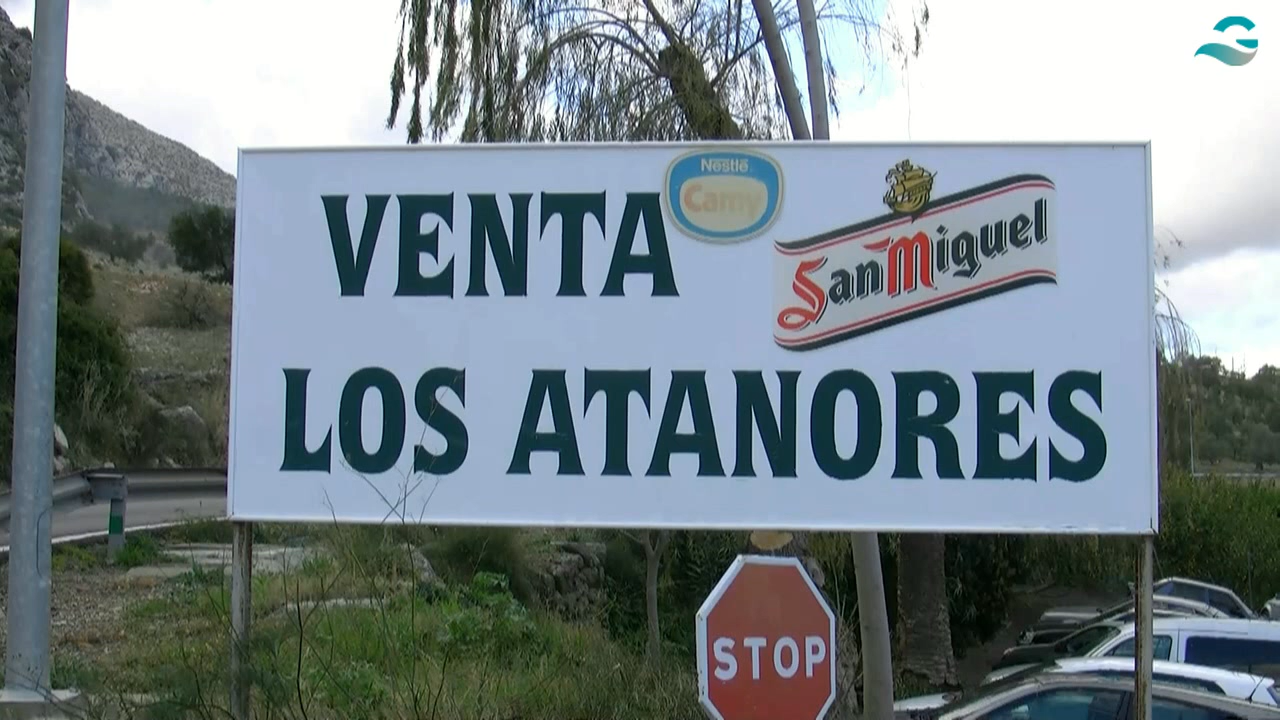 VENTA
Nestlé
Camy
San Miguel
LOS ATANORES
STOP